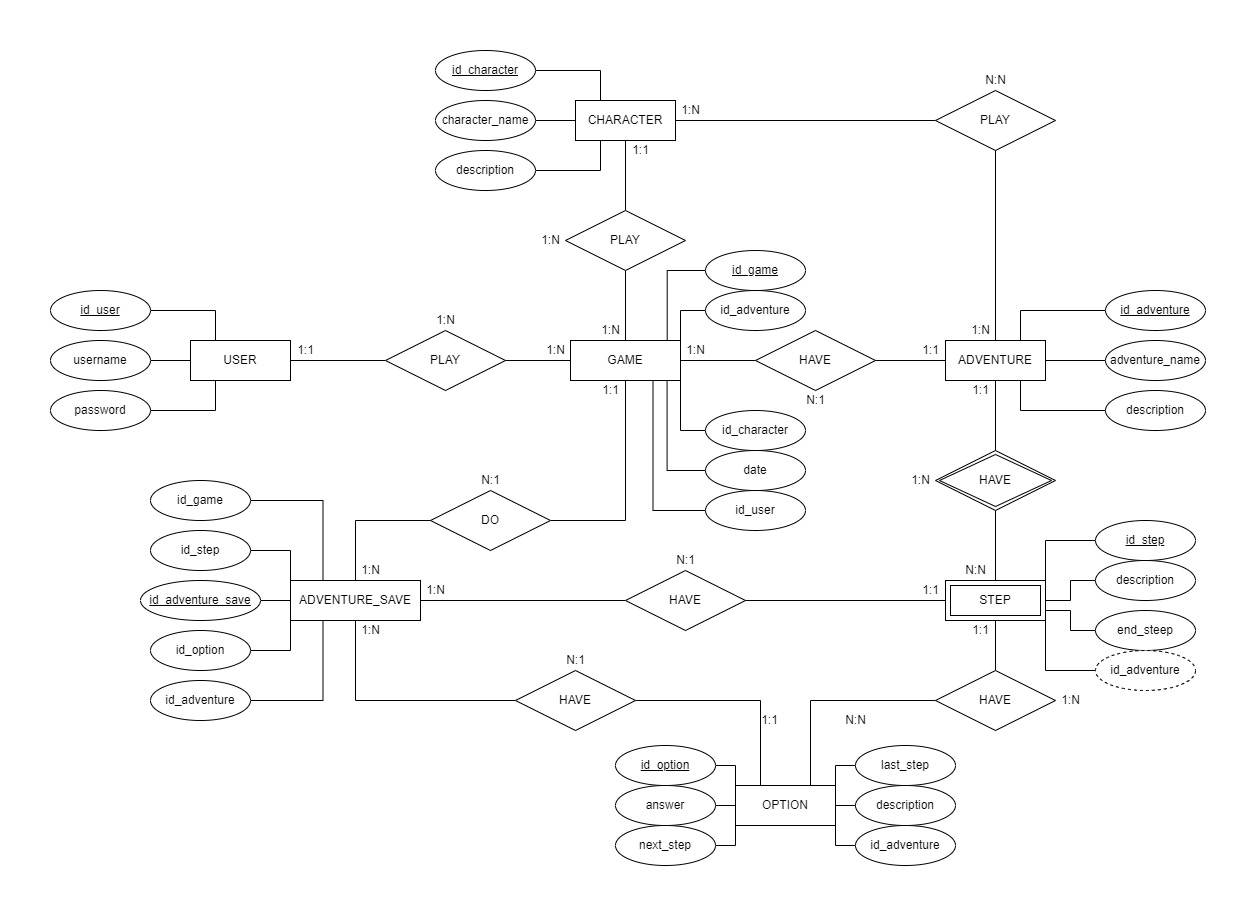 id_character
character_name
description
CHARACTER
1:N
1:1
N:N
PLAY
1:N
PLAY
id_user
username
password
USER
1:1
1:N
PLAY
1:N
1:N
GAME
1:1
1:N
id_game
id_adventure
HAVE
N:1
id_character
date
id_user
1:N
1:1
ADVENTURE
1:1
id_adventure
adventure_name
description
1:N
HAVE
N:1
DO
id_game
id_step
id_adventure_save
id_option
id_adventure
1:N
ADVENTURE_SAVE
1:N
1:N
N:1
HAVE
N:N
1:1
STEP
1:1
id_step
description
end_steep
id_adventure
N:1
HAVE
1:1
HAVE
1:N
N:N
id_option
answer
next_step
OPTION
last_step
description
id_adventure